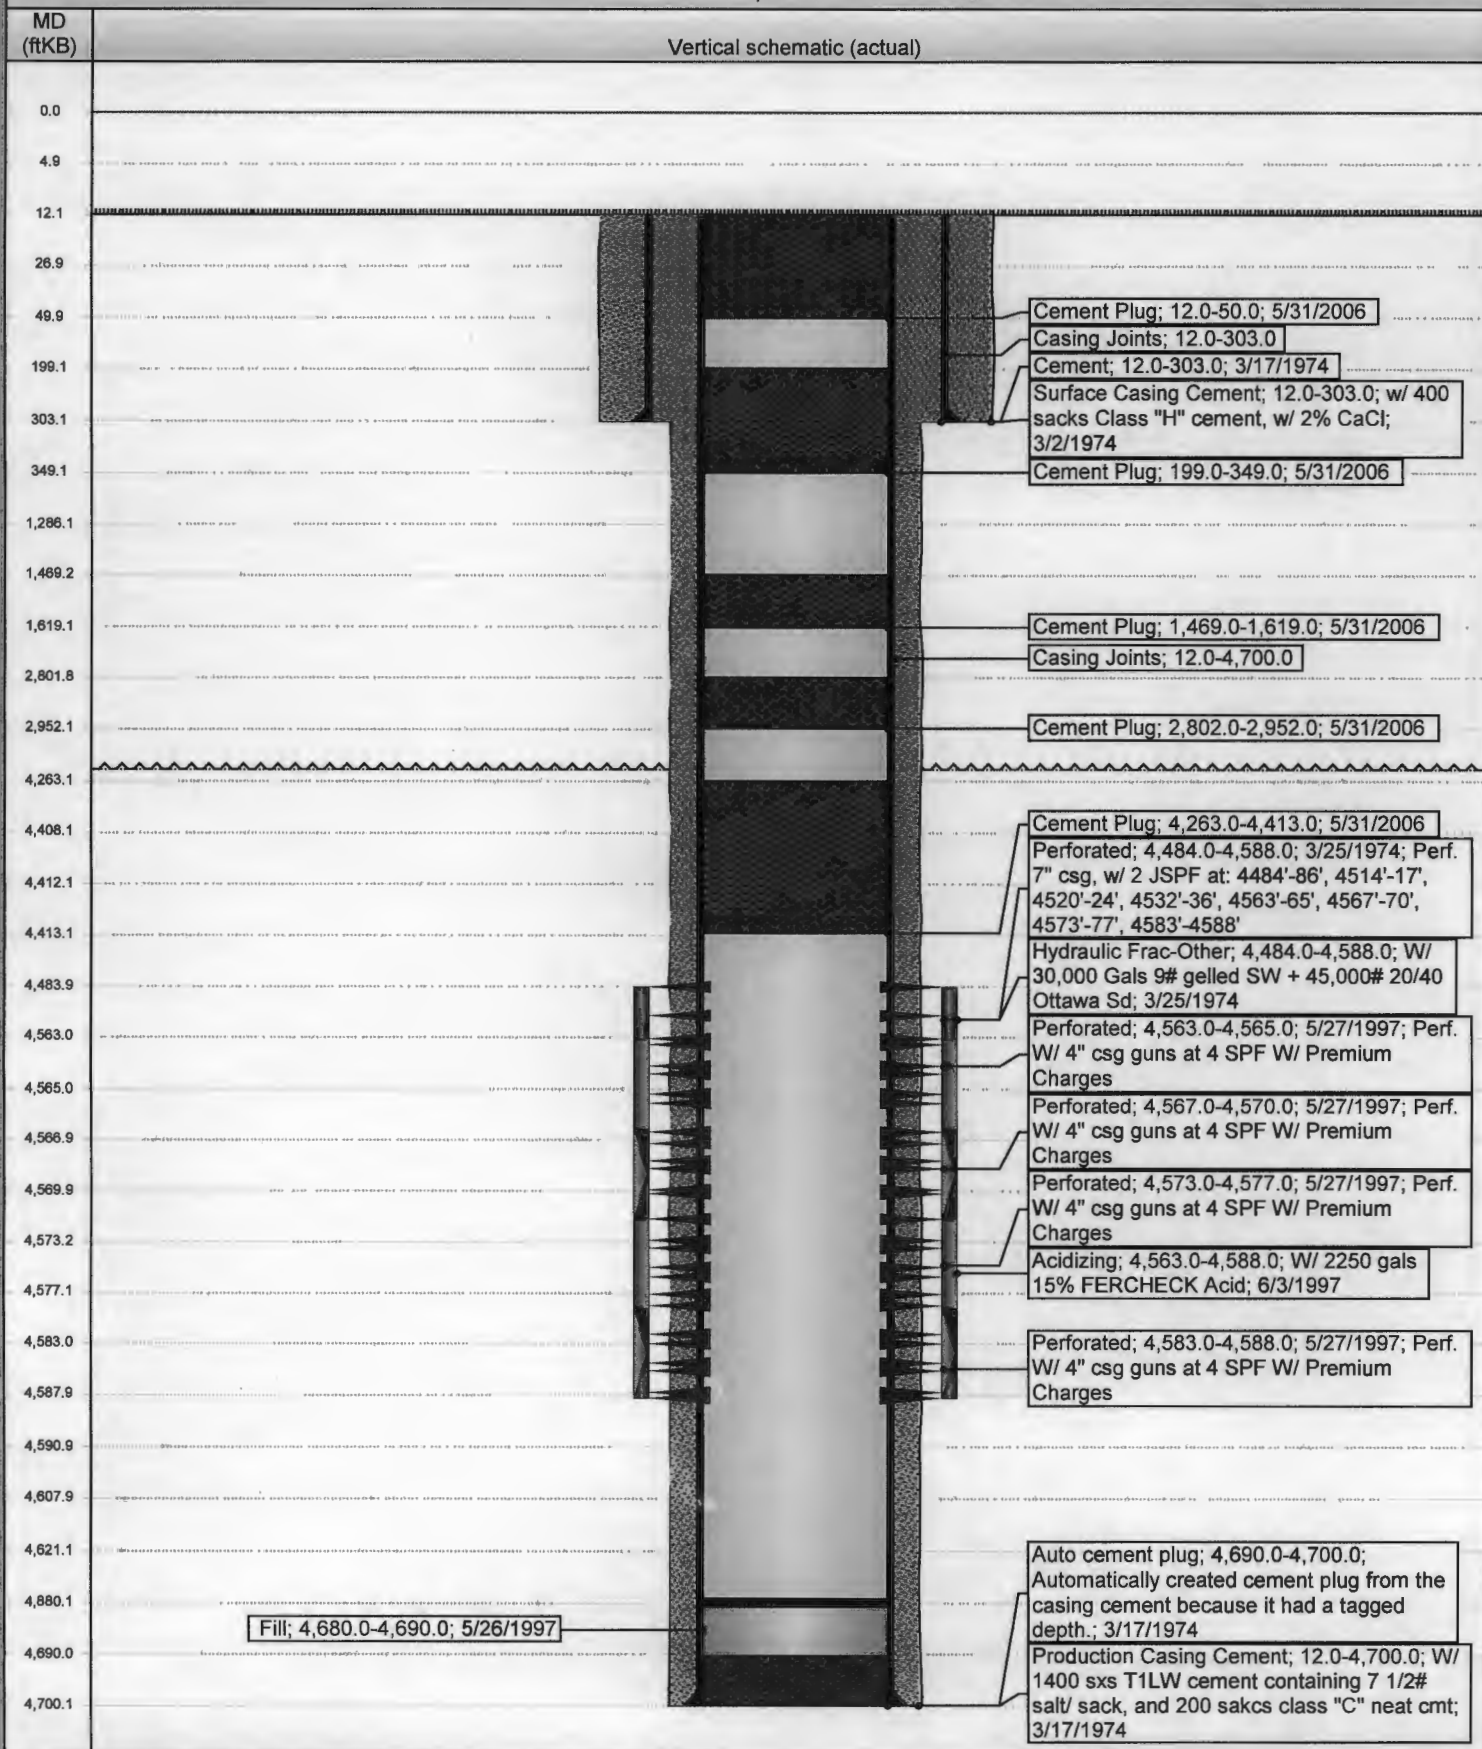 MD
(ftKB)
Vertical schematic (actual)
0.0
4.9
12.1
26.9
49.9
199.1
303.1
349.1
1,286.1
1,469.2
1,619.1
2,801.8
2,952.1
4,263.1
4,408.1
4,412.1
4,413.1
4,483.9
4,563.0
4,565.0
4,566.9
4,569.9
4,573.2
4,577.1
4,583.0
4,587.9
4,590.9
4,607.9
4,621.1
4,880.1
4,690.0
4,700.1
Cement Plug; 12.0-50.0; 5/31/2006
Casing Joints; 12.0-303.0
Cement; 12.0-303.0; 3/17/1974
Surface Casing Cement; 12.0-303.0; w/ 400
sacks Class "H" cement, w/ 2% CaCl;
3/2/1974
Cement Plug; 199.0-349.0; 5/31/2006
Cement Plug; 1,469.0-1,619.0; 5/31/2006
Casing Joints; 12.0-4,700.0
Cement Plug; 2,802.0-2,952.0; 5/31/2006
Cement Plug; 4,263.0-4,413.0; 5/31/2006
Perforated; 4,484.0-4,588.0; 3/25/1974; Perf.
7" csg, w/ 2 JSPF at: 4484'-86', 4514'-17',
4520'-24', 4532'-36', 4563'-65', 4567'-70',
4573'-77', 4583'-4588'
Hydraulic Frac-Other; 4,484.0-4,588.0; W/
30,000 Gals 9# gelled SW + 45,000# 20/40
Ottawa Sd; 3/25/1974
Perforated; 4,563.0-4,565.0; 5/27/1997; Perf.
W/ 4" csg guns at 4 SPF W/ Premium
Charges
Perforated; 4,567.0-4,570.0; 5/27/1997; Perf.
W/ 4" csg guns at 4 SPF W/ Premium
Charges
Perforated; 4,573.0-4,577.0; 5/27/1997; Perf.
W/ 4" csg guns at 4 SPF W/ Premium
Charges
Acidizing; 4,563.0-4,588.0; W/ 2250 gals
15% FERCHECK Acid; 6/3/1997
Perforated; 4,583.0-4,588.0; 5/27/1997; Perf.
W/ 4" csg guns at 4 SPF W/ Premium
Charges
Fill; 4,680.0-4,690.0; 5/26/1997
Auto cement plug; 4,690.0-4,700.0;
Automatically created cement plug from the
casing cement because it had a tagged
depth.; 3/17/1974
Production Casing Cement; 12.0-4,700.0; W/
1400 sxs T1LW cement containing 7 1/2#
salt/ sack, and 200 sakcs class "C" neat cmt;
3/17/1974